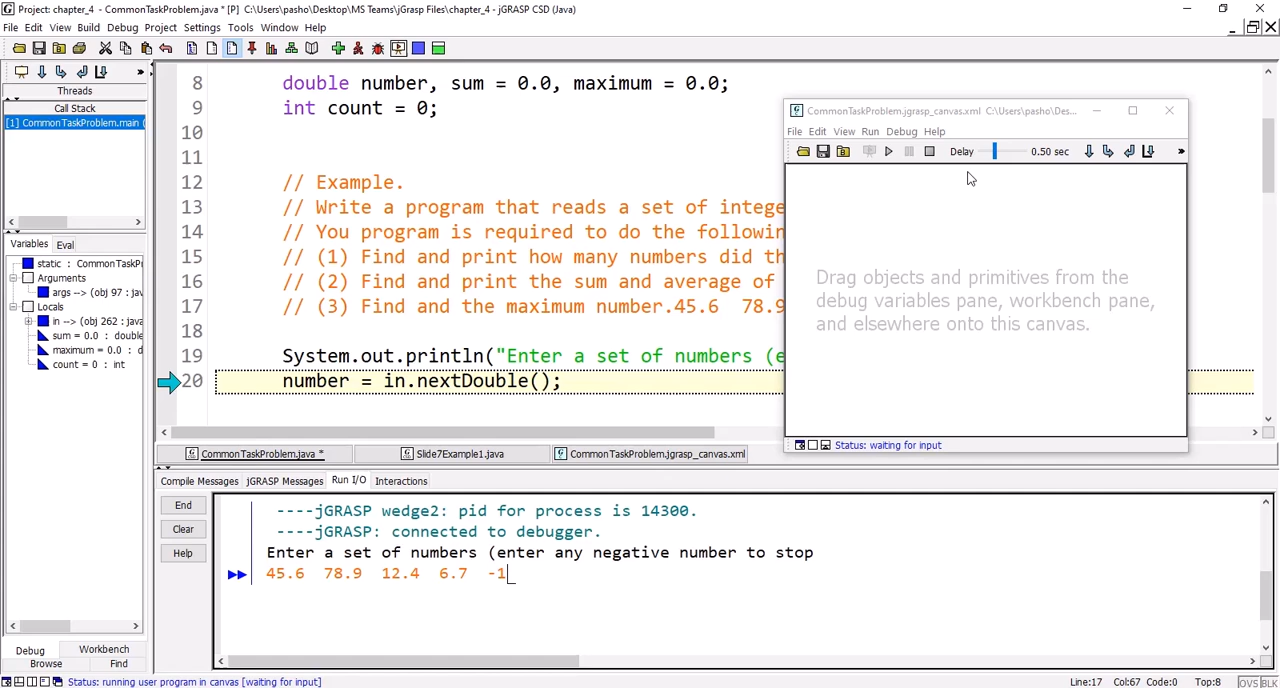 Project: chapter_4 - CommonTaskProblem.java * [P] C:\Users\pasho\Desktop\MS Teams\jGrasp Files\chapter_4 - jGRASP CSD (Java)
File Edit View Build Debug Project Settings Tools Window Help
Threads
Call Stack
[1] CommonTaskProblem.main (
Variables Eval
static : CommonTaskPr
Arguments
args --> (obj 97 : jav
Locals
in --> (obj 262 : java
sum = 0.0 : double
maximum = 0.0 : d
count = 0 : int
Debug Workbench
Browse Find
8 double number, sum = 0.0, maximum = 0.0;
9 int count = 0;
10
11
12 // Example.
13 // Write a program that reads a set of intege
14 // You program is required to do the followin
15 // (1) Find and print how many numbers did th
16 // (2) Find and print the sum and average of
17 // (3) Find and the maximum number.45.6 78.9
18
19 System.out.println("Enter a set of numbers (e
20 number = in.nextDouble();
CommonTaskProblem.jgrasp_canvas.xml C:\Users\pasho\Des...
File Edit View Run Debug Help
Delay 0.50 sec
Drag objects and primitives from the
debug variables pane, workbench pane,
and elsewhere onto this canvas.
Status: waiting for input
CommonTaskProblem.java * Slide7Example1.java CommonTaskProblem.jgrasp_canvas.xml
Compile Messages jGRASP Messages Run I/O Interactions
End
Clear
Help
----jGRASP wedge2: pid for process is 14300.
----jGRASP: connected to debugger.
Enter a set of numbers (enter any negative number to stop
45.6 78.9 12.4 6.7 -1
Status: running user program in canvas [waiting for input] Line:17 Col:67 Code:0 Top:8 OVS BLK